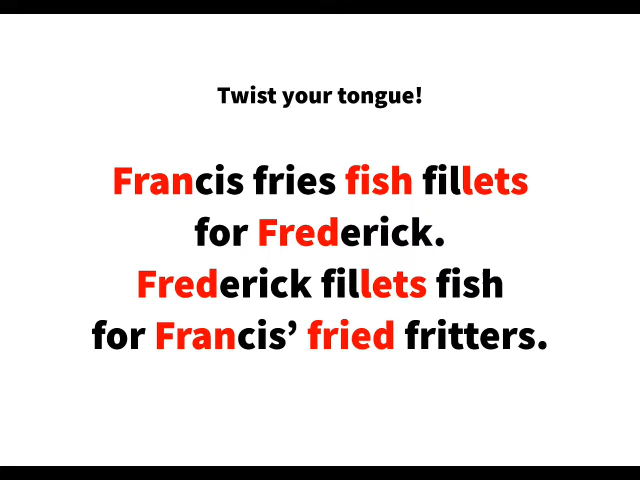 Twist your tongue!
Francis fries fish fillets
for Frederick.
Frederick fillets fish
for Francis’ fried fritters.